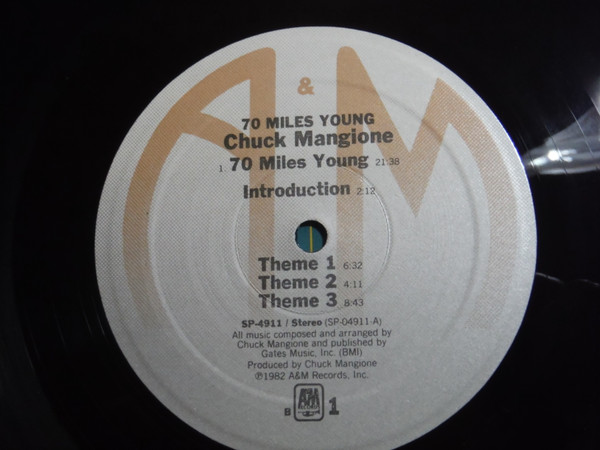 A & M
70 MILES YOUNG
Chuck Mangione
1. 70 Miles Young 21:38
Introduction 2:12
Theme 1 6:32
Theme 2 4:11
Theme 3 8:43
SP-4911 / Stereo (SP-04911-A)
All music composed and arranged by
Chuck Mangione and published by
Gates Music, Inc. (BMI)
Produced by Chuck Mangione
℗1982 A&M Records, Inc.
B A&M RECORDS 1